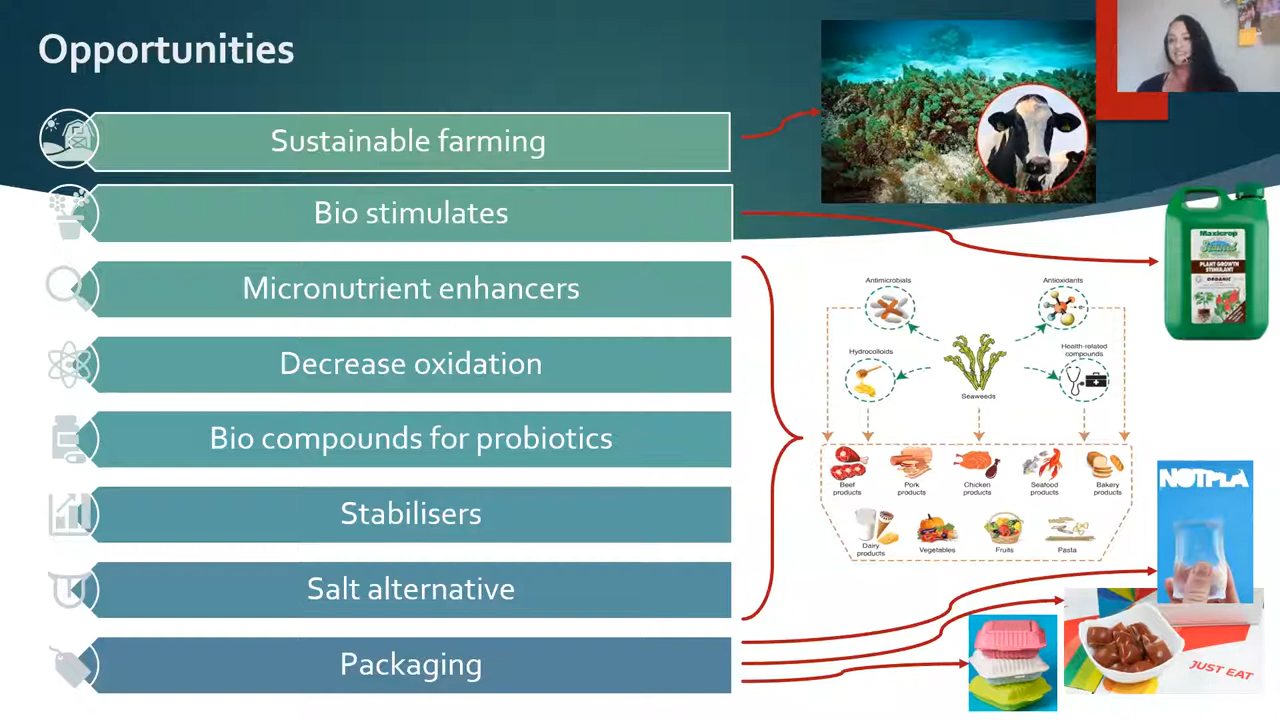 Opportunities
Sustainable farming
Bio stimulates
Micronutrient enhancers
Decrease oxidation
Bio compounds for probiotics
Stabilisers
Salt alternative
Packaging
Maxicrop
PLANT GROWTH
STIMULANT
ORGANIC
Antimicrobials
Antioxidants
Hydrocolloids
Health-related
compounds
Seaweeds
Beef
products
Pork
products
Chicken
products
Seafood
products
Bakery
products
Dairy
products
Vegetables
Fruits
Pasta
NOTPLA
JUST EAT